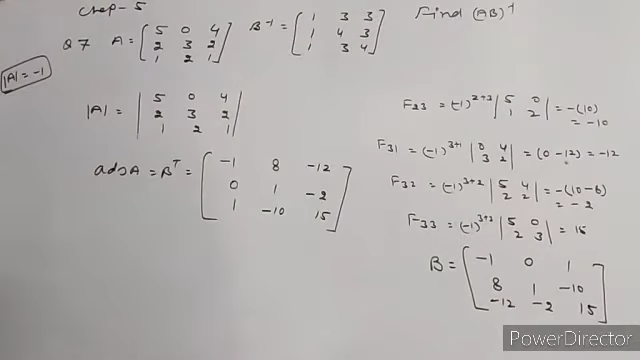 Chep-5
Find (AB)⁻¹
Q7 A = [5 0 4; 2 3 2; 1 2 1] B⁻¹ = [1 3 3; 1 4 3; 1 3 4]
|A| = -1
|A| = |5 0 4; 2 3 2; 1 2 1|
adjA = Bᵀ = [-1 8 -12; 0 1 -2; 1 -10 15]
F23 = (-1)²⁺³ |5 0; 1 2| = -(10)
= -10
F31 = (-1)³⁺¹ |0 4; 3 2| = (0-12) = -12
F32 = (-1)³⁺² |5 4; 2 2| = -(10-8)
= -2
F33 = (-1)³⁺³ |5 0; 2 3| = 15
B = [-1 0 1; 8 1 -10; -12 -2 15]
PowerDirector